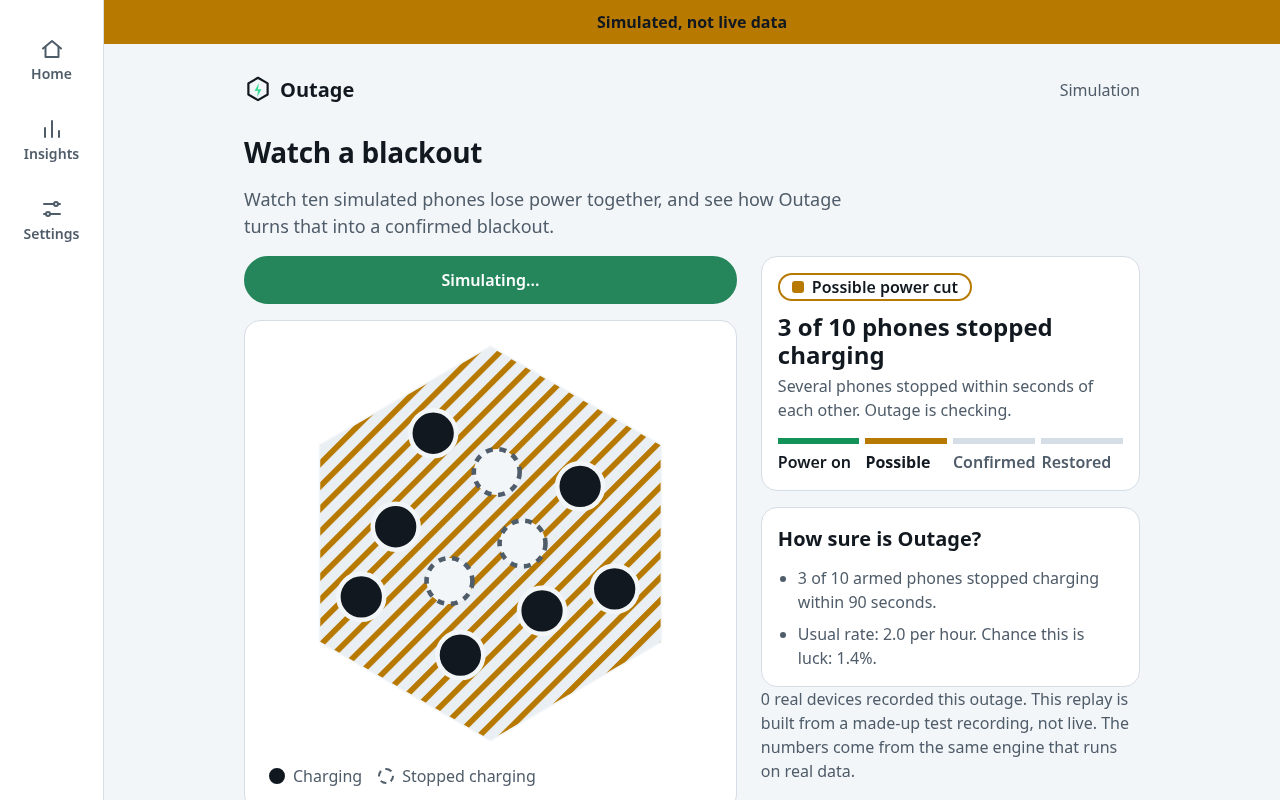 Simulated, not live data
Home
Insights
Settings
Outage
Simulation
Watch a blackout
Watch ten simulated phones lose power together, and see how Outage
turns that into a confirmed blackout.
Simulating...
Charging
Stopped charging
Possible power cut
3 of 10 phones stopped
charging
Several phones stopped within seconds of
each other. Outage is checking.
Power on
Possible
Confirmed
Restored
How sure is Outage?
3 of 10 armed phones stopped charging
within 90 seconds.
Usual rate: 2.0 per hour. Chance this is
luck: 1.4%.
0 real devices recorded this outage. This replay is
built from a made-up test recording, not live. The
numbers come from the same engine that runs
on real data.